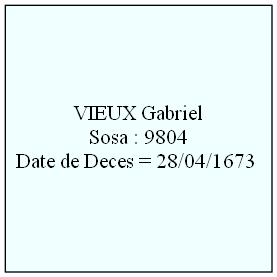 VIEUX Gabriel
Sosa : 9804
Date de Deces = 28/04/1673